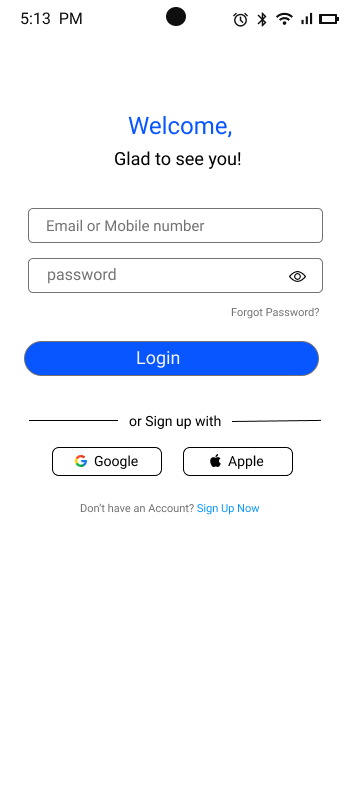 5:13 PM
Welcome,
Glad to see you!
Email or Mobile number
password
Forgot Password?
Login
or Sign up with
Google
Apple
Don't have an Account? Sign Up Now